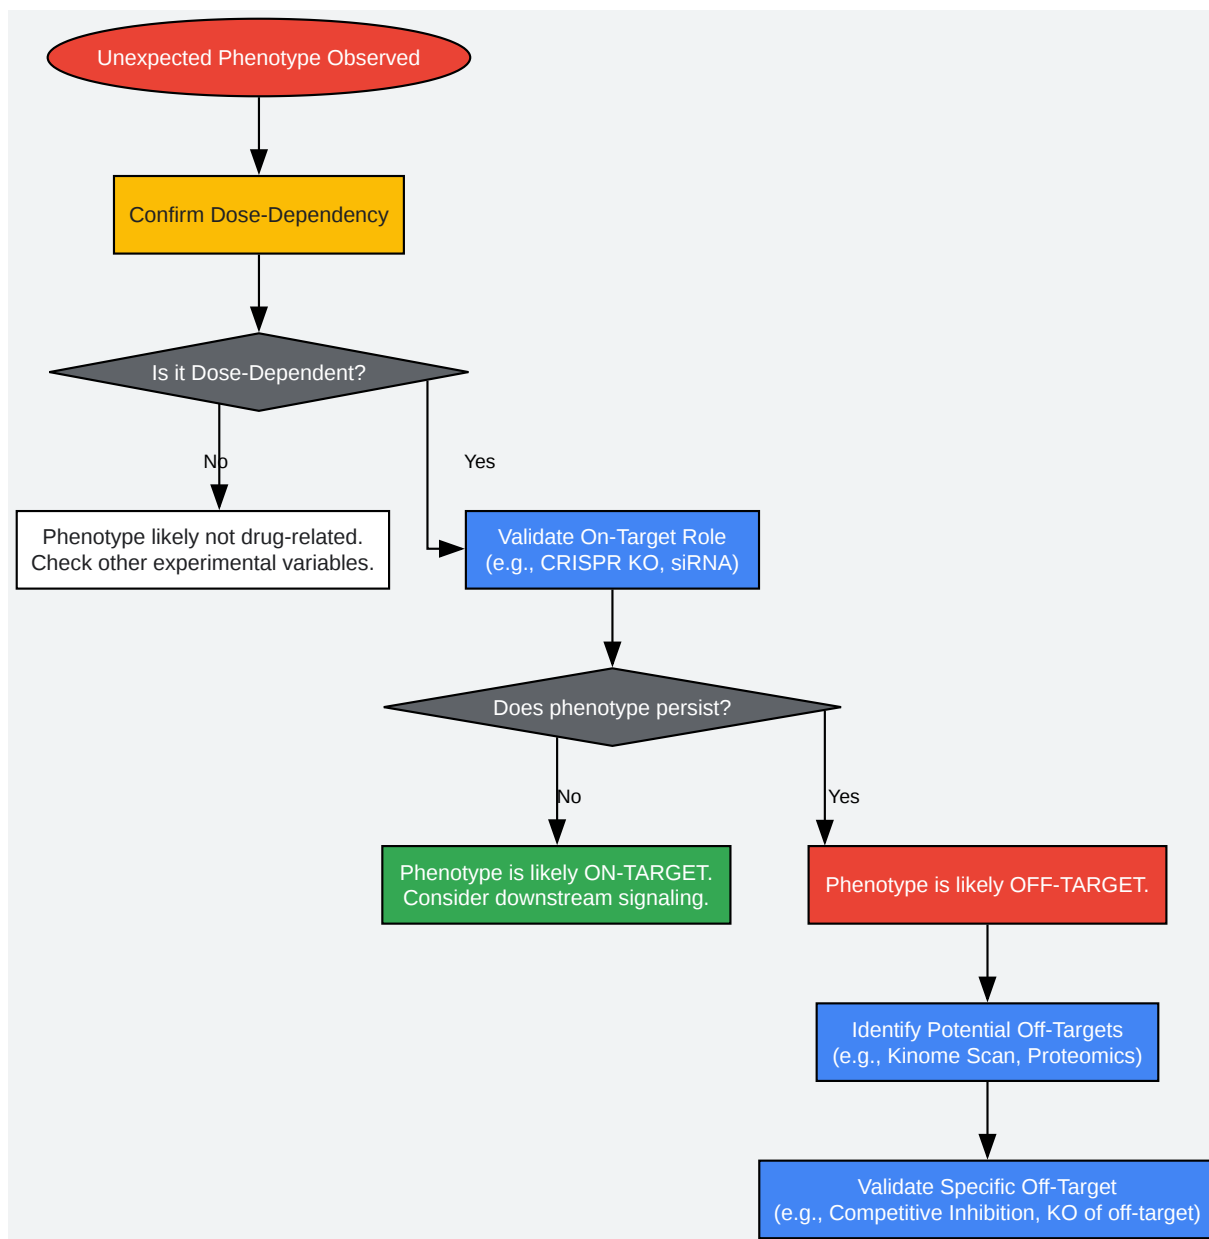 Unexpected Phenotype Observed
Confirm Dose-Dependency
Is it Dose-Dependent?
No
Yes
Phenotype likely not drug-related.
Check other experimental variables.
Validate On-Target Role
(e.g., CRISPR KO, siRNA)
Does phenotype persist?
No
Yes
Phenotype is likely ON-TARGET.
Consider downstream signaling.
Phenotype is likely OFF-TARGET.
Identify Potential Off-Targets
(e.g., Kinome Scan, Proteomics)
Validate Specific Off-Target
(e.g., Competitive Inhibition, KO of off-target)